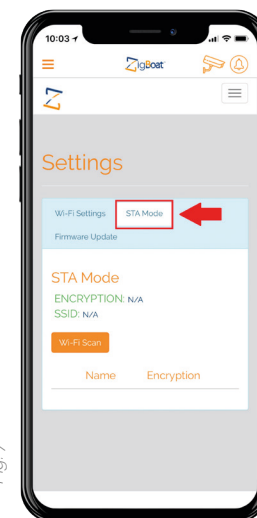 10:03
ZigBoat
Settings
Wi-Fi Settings STA Mode
Firmware Update
STA Mode
ENCRYPTION: N/A
SSID: N/A
Wi-Fi Scan
Name Encryption